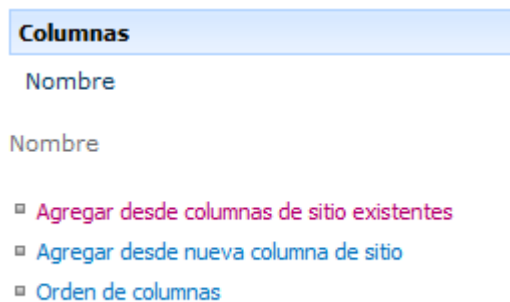 Columnas
Nombre
Nombre
Agregar desde columnas de sitio existentes
Agregar desde nueva columna de sitio
Orden de columnas